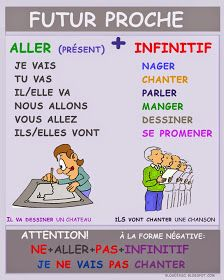 FUTUR PROCHE
ALLER (PRÉSENT) + INFINITIF
JE VAIS NAGER
TU VAS CHANTER
IL/ELLE VA PARLER
NOUS ALLONS MANGER
VOUS ALLEZ DESSINER
ILS/ELLES VONT SE PROMENER
IL VA DESSINER UN CHATEAU
ILS VONT CHANTER UNE CHANSON
ATTENTION! À LA FORME NÉGATIVE:
NE+ALLER+PAS+INFINITIF
JE NE VAIS PAS CHANTER